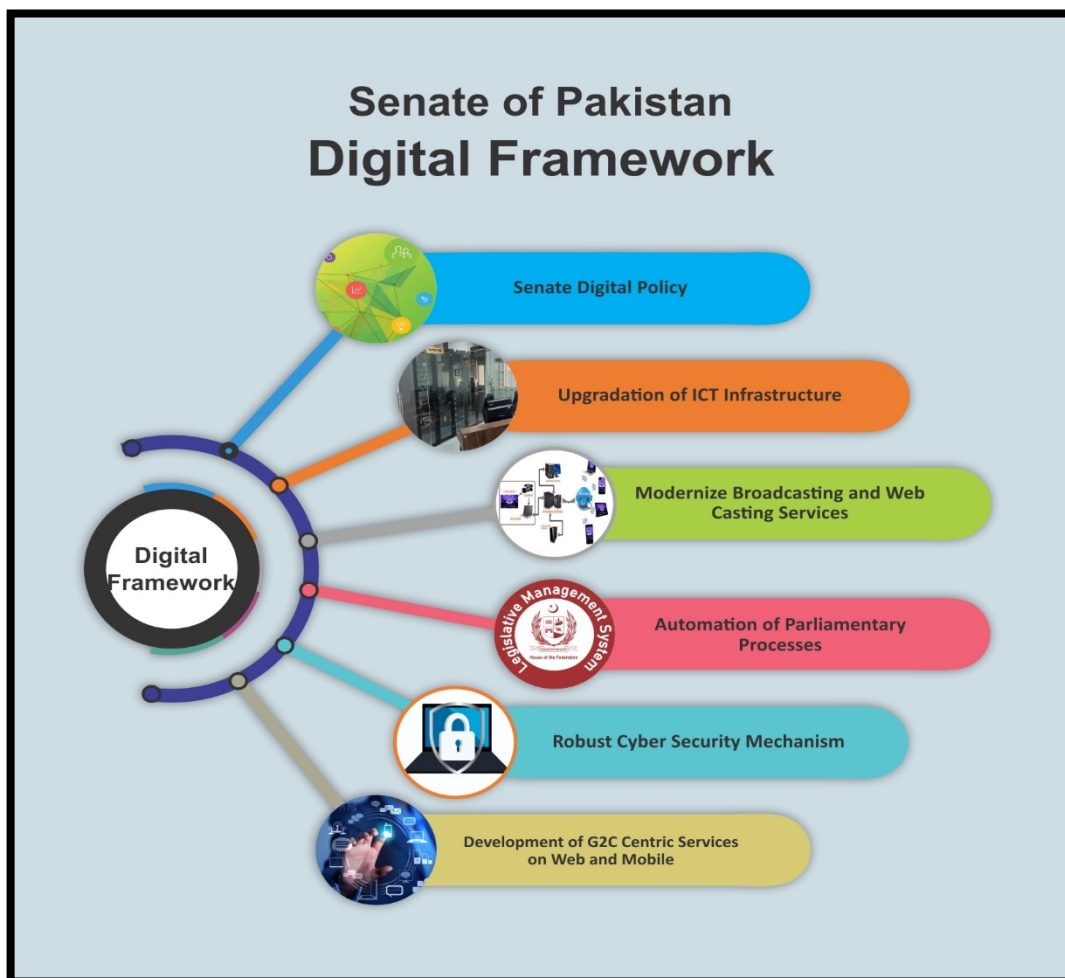 Senate of Pakistan
Digital Framework
Senate Digital Policy
Upgradation of ICT Infrastructure
Modernize Broadcasting and Web
Casting Services
Digital
Framework
Legislative Management System
House of the Federation
Automation of Parliamentary
Processes
Robust Cyber Security Mechanism
Development of G2C Centric Services
on Web and Mobile